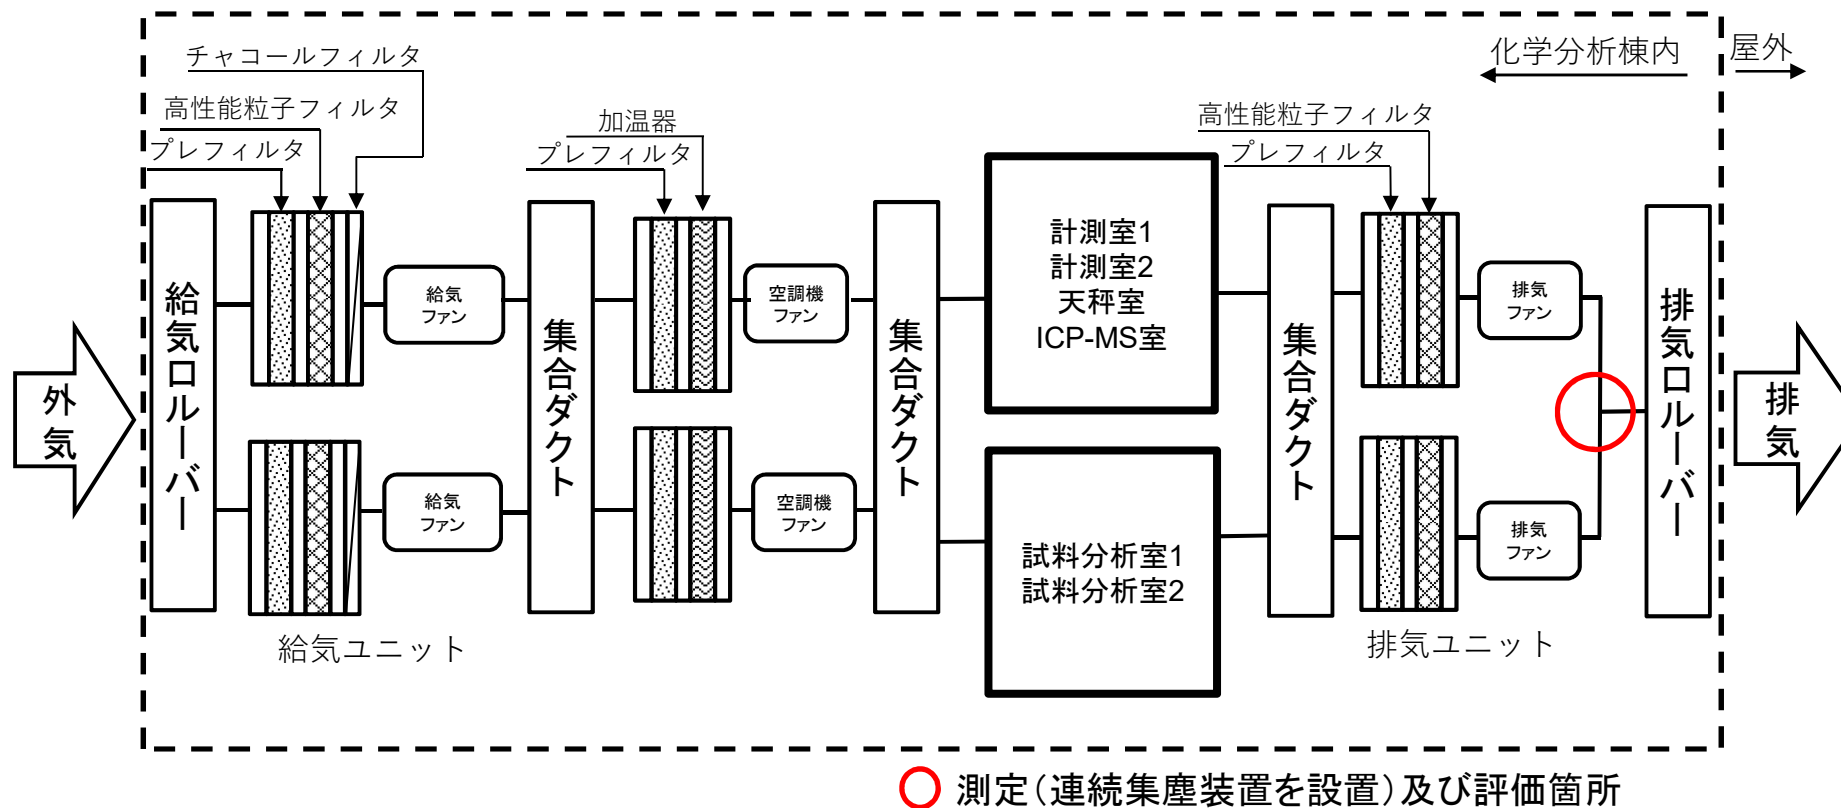 チャコールフィルタ
高性能粒子フィルタ
プレフィルタ
加温器
プレフィルタ
高性能粒子フィルタ
プレフィルタ
化学分析棟内
屋外
外気
給気口ルーバー
給気
ファン
給気
ファン
給気ユニット
集合ダクト
空調機
ファン
空調機
ファン
集合ダクト
計測室1
計測室2
天秤室
ICP-MS室
試料分析室1
試料分析室2
集合ダクト
排気
ファン
排気
ファン
排気ユニット
排気口ルーバー
排気
測定(連続集塵装置を設置)及び評価箇所